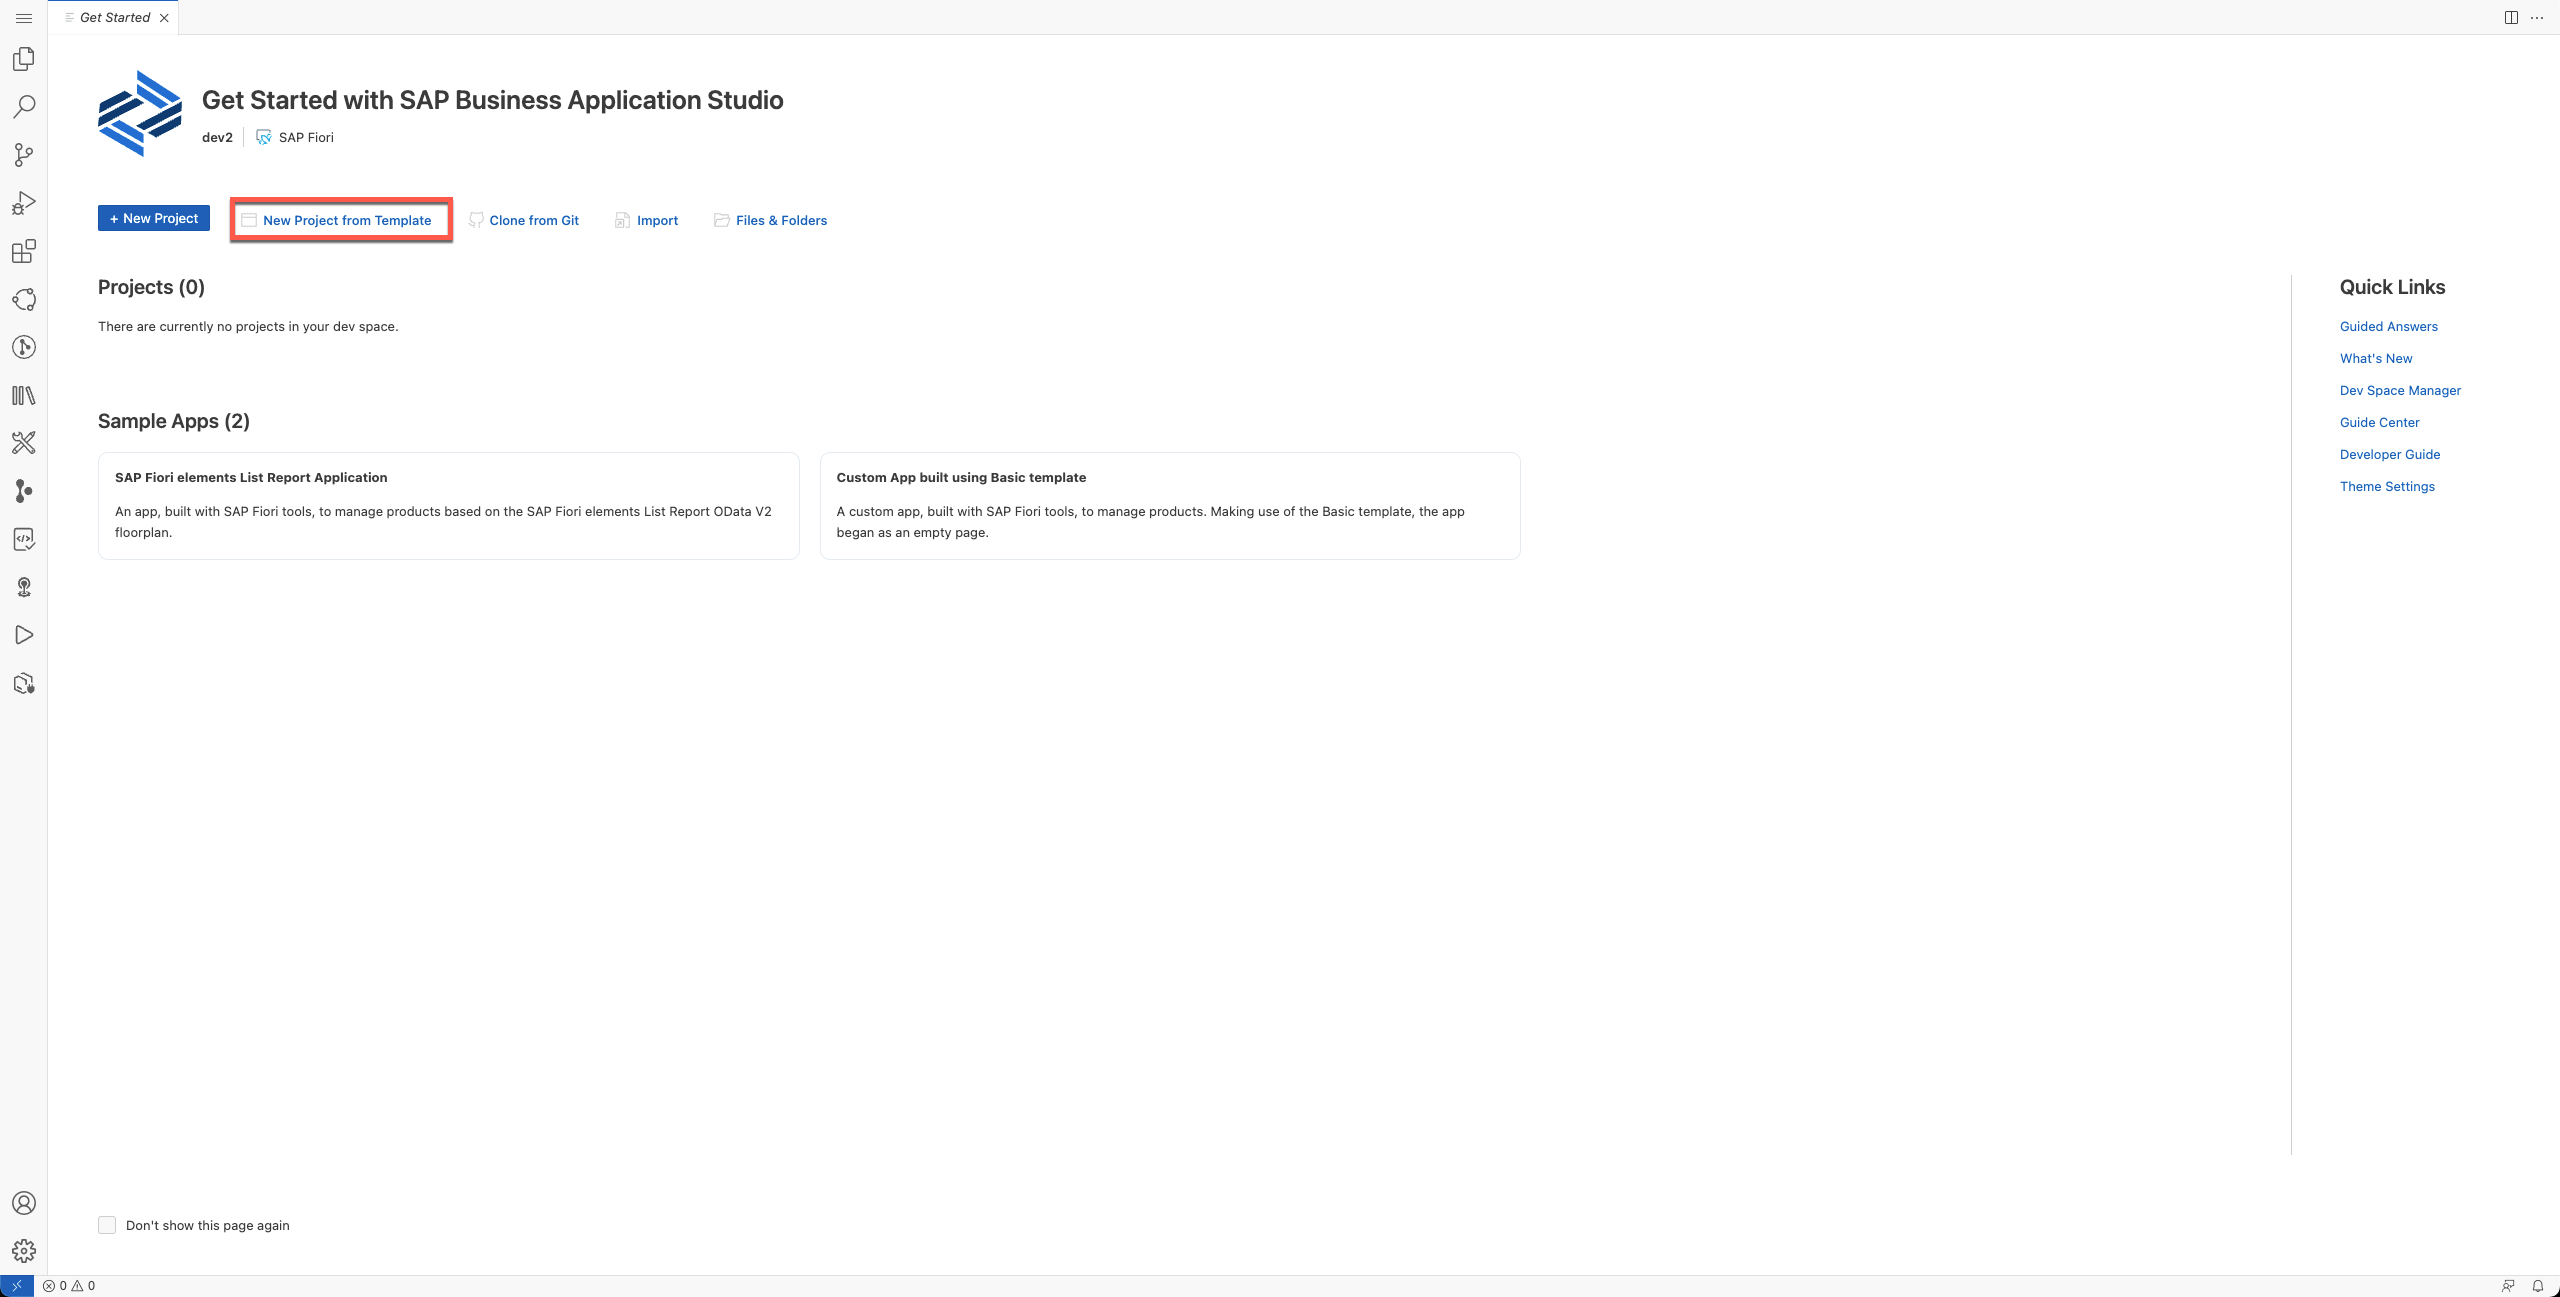 Get Started
Get Started with SAP Business Application Studio
dev2 SAP Fiori
+ New Project New Project from Template Clone from Git Import Files & Folders
Projects (0)
There are currently no projects in your dev space.
Sample Apps (2)
SAP Fiori elements List Report Application
An app, built with SAP Fiori tools, to manage products based on the SAP Fiori elements List Report OData V2
floorplan.
Custom App built using Basic template
A custom app, built with SAP Fiori tools, to manage products. Making use of the Basic template, the app
began as an empty page.
Quick Links
Guided Answers
What's New
Dev Space Manager
Guide Center
Developer Guide
Theme Settings
Don't show this page again
0 0